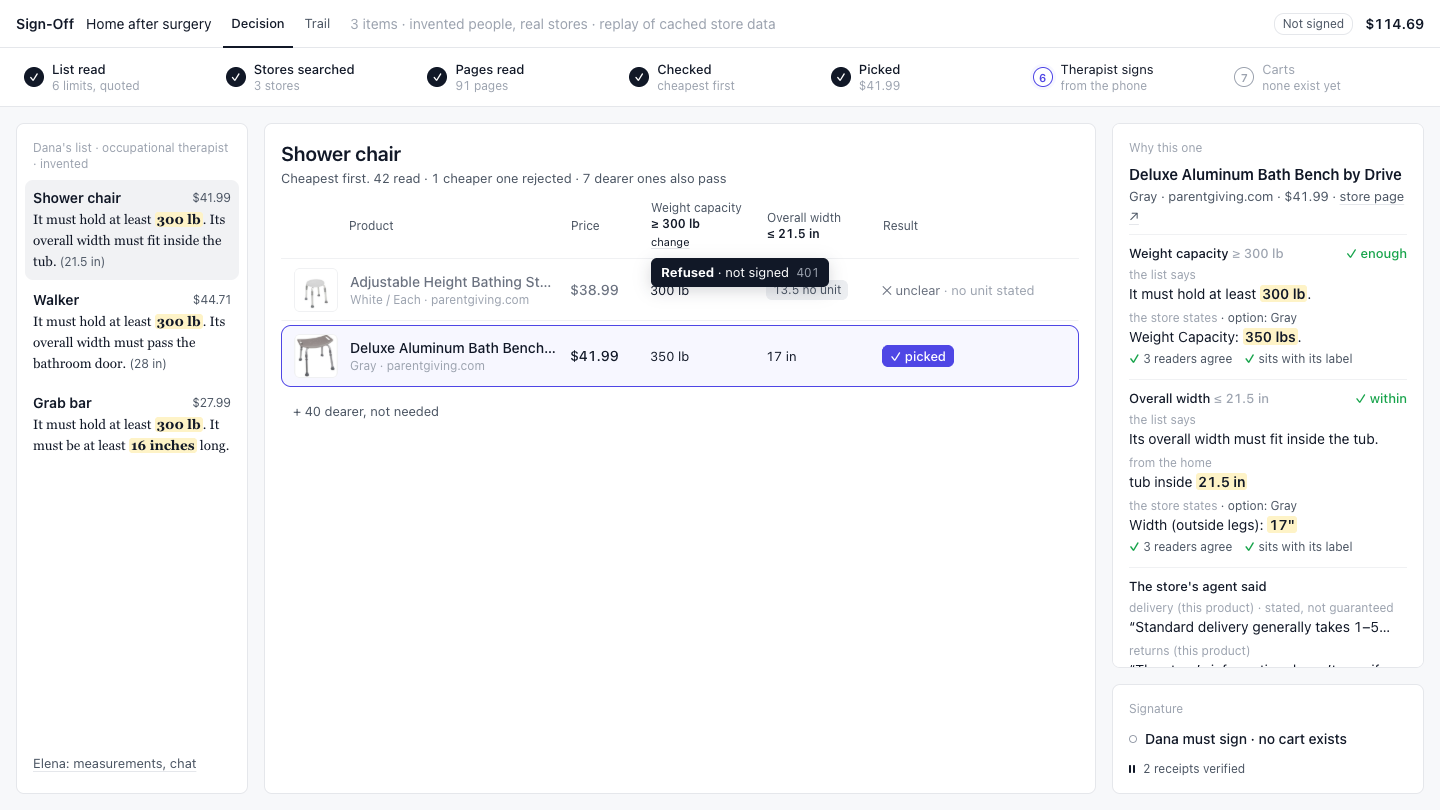 Sign-Off Home after surgery Decision Trail 3 items · invented people, real stores · replay of cached store data Not signed $114.69
List read
6 limits, quoted
Stores searched
3 stores
Pages read
91 pages
Checked
cheapest first
Picked
$41.99
6 Therapist signs
from the phone
7 Carts
none exist yet
Dana's list · occupational therapist
· invented
Shower chair $41.99
It must hold at least 300 lb. Its
overall width must fit inside the
tub. (21.5 in)
Walker $44.71
It must hold at least 300 lb. Its
overall width must pass the
bathroom door. (28 in)
Grab bar $27.99
It must hold at least 300 lb. It
must be at least 16 inches long.
Elena: measurements, chat
Shower chair
Cheapest first. 42 read · 1 cheaper one rejected · 7 dearer ones also pass
Product Price Weight capacity ≥ 300 lb change Overall width ≤ 21.5 in Result
Refused · not signed 401
Adjustable Height Bathing St... $38.99 300 lb 13.5 no unit ✕ unclear · no unit stated
White / Each · parentgiving.com
Deluxe Aluminum Bath Bench... $41.99 350 lb 17 in ✓ picked
Gray · parentgiving.com
+ 40 dearer, not needed
Why this one
Deluxe Aluminum Bath Bench by Drive
Gray · parentgiving.com · $41.99 · store page
↗
Weight capacity ≥ 300 lb ✓ enough
the list says
It must hold at least 300 lb.
the store states · option: Gray
Weight Capacity: 350 lbs.
✓ 3 readers agree ✓ sits with its label
Overall width ≤ 21.5 in ✓ within
the list says
Its overall width must fit inside the tub.
from the home
tub inside 21.5 in
the store states · option: Gray
Width (outside legs): 17"
✓ 3 readers agree ✓ sits with its label
The store's agent said
delivery (this product) · stated, not guaranteed
“Standard delivery generally takes 1–5...
returns (this product)
Signature
Dana must sign · no cart exists
2 receipts verified